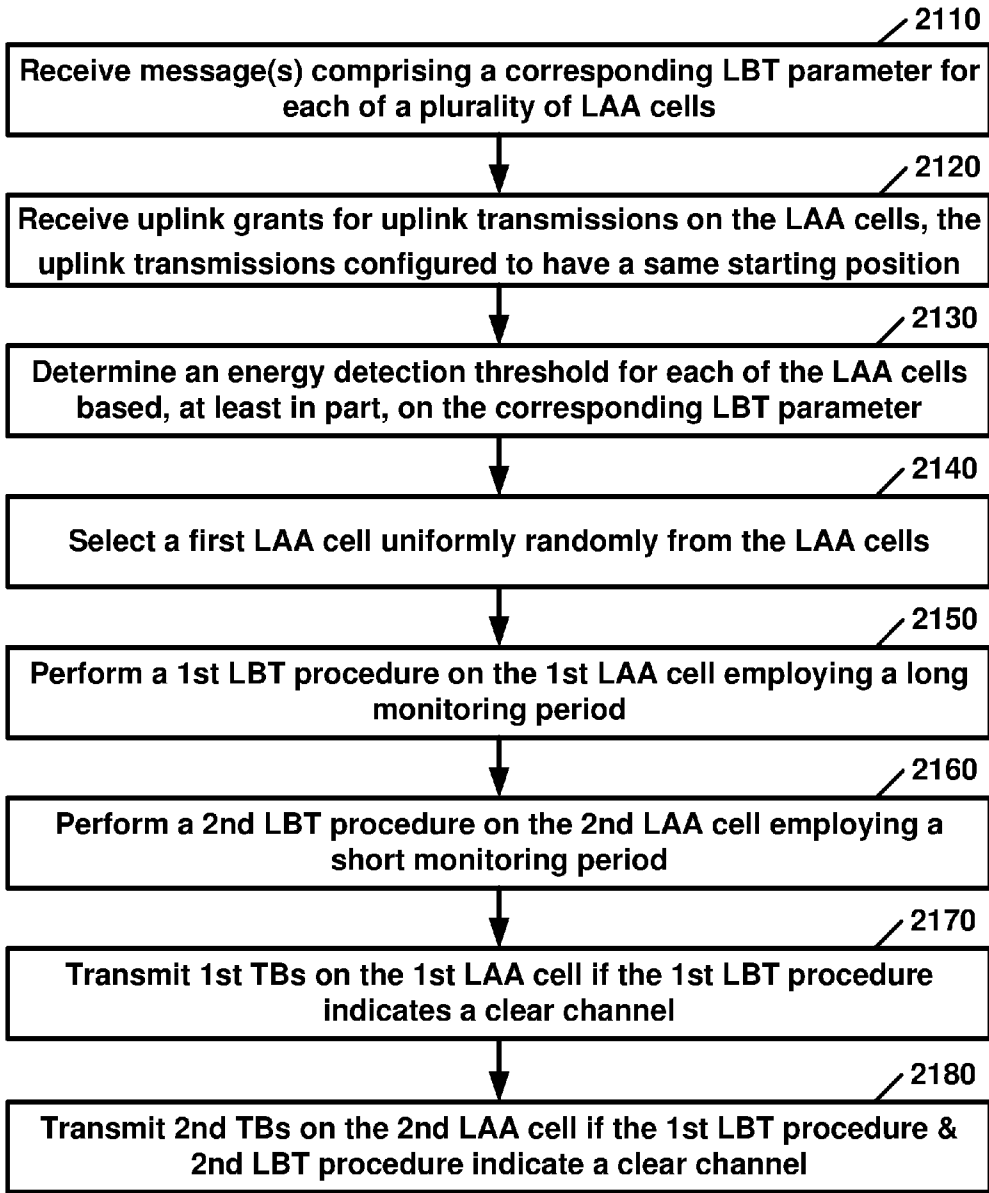 2110
Receive message(s) comprising a corresponding LBT parameter for
each of a plurality of LAA cells
2120
Receive uplink grants for uplink transmissions on the LAA cells, the
uplink transmissions configured to have a same starting position
2130
Determine an energy detection threshold for each of the LAA cells
based, at least in part, on the corresponding LBT parameter
2140
Select a first LAA cell uniformly randomly from the LAA cells
2150
Perform a 1st LBT procedure on the 1st LAA cell employing a long
monitoring period
2160
Perform a 2nd LBT procedure on the 2nd LAA cell employing a
short monitoring period
2170
Transmit 1st TBs on the 1st LAA cell if the 1st LBT procedure
indicates a clear channel
2180
Transmit 2nd TBs on the 2nd LAA cell if the 1st LBT procedure &
2nd LBT procedure indicate a clear channel